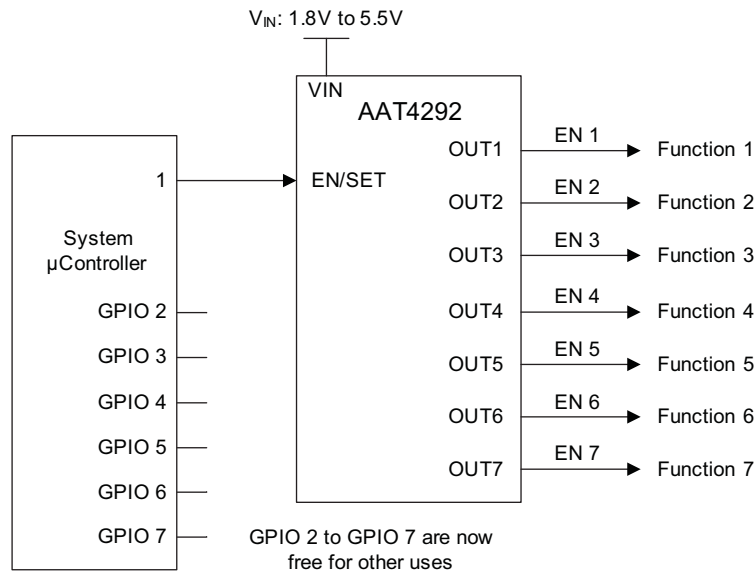 V_IN: 1.8V to 5.5V
VIN
AAT4292
OUT1
EN 1
Function 1
1
EN/SET
OUT2
EN 2
Function 2
System
µController
OUT3
EN 3
Function 3
GPIO 2
OUT4
EN 4
Function 4
GPIO 3
OUT5
EN 5
Function 5
GPIO 4
OUT6
EN 6
Function 6
GPIO 5
OUT7
EN 7
Function 7
GPIO 6
GPIO 7
GPIO 2 to GPIO 7 are now
free for other uses